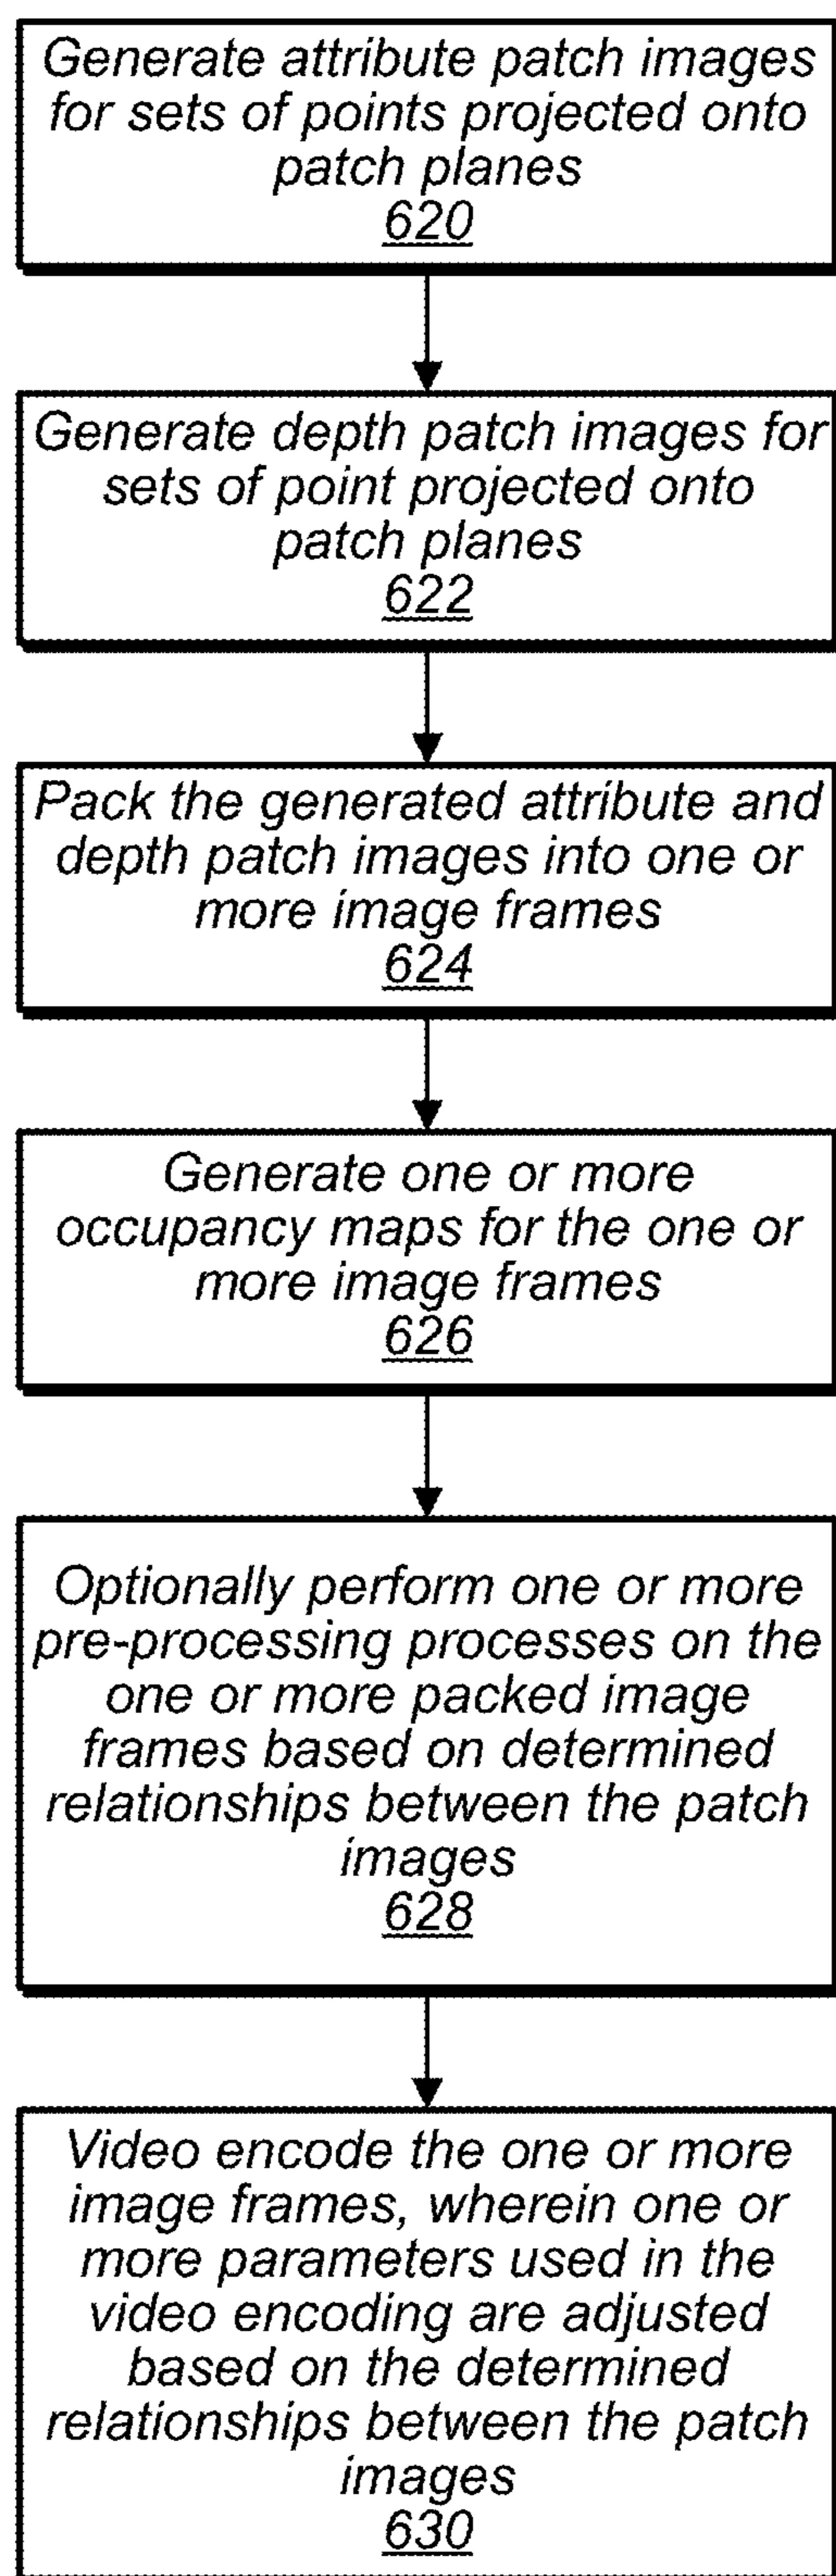 Generate attribute patch images
for sets of points projected onto
patch planes
620
Generate depth patch images for
sets of point projected onto
patch planes
622
Pack the generated attribute and
depth patch images into one or
more image frames
624
Generate one or more
occupancy maps for the one or
more image frames
626
Optionally perform one or more
pre-processing processes on the
one or more packed image
frames based on determined
relationships between the patch
images
628
Video encode the one or more
image frames, wherein one or
more parameters used in the
video encoding are adjusted
based on the determined
relationships between the patch
images
630